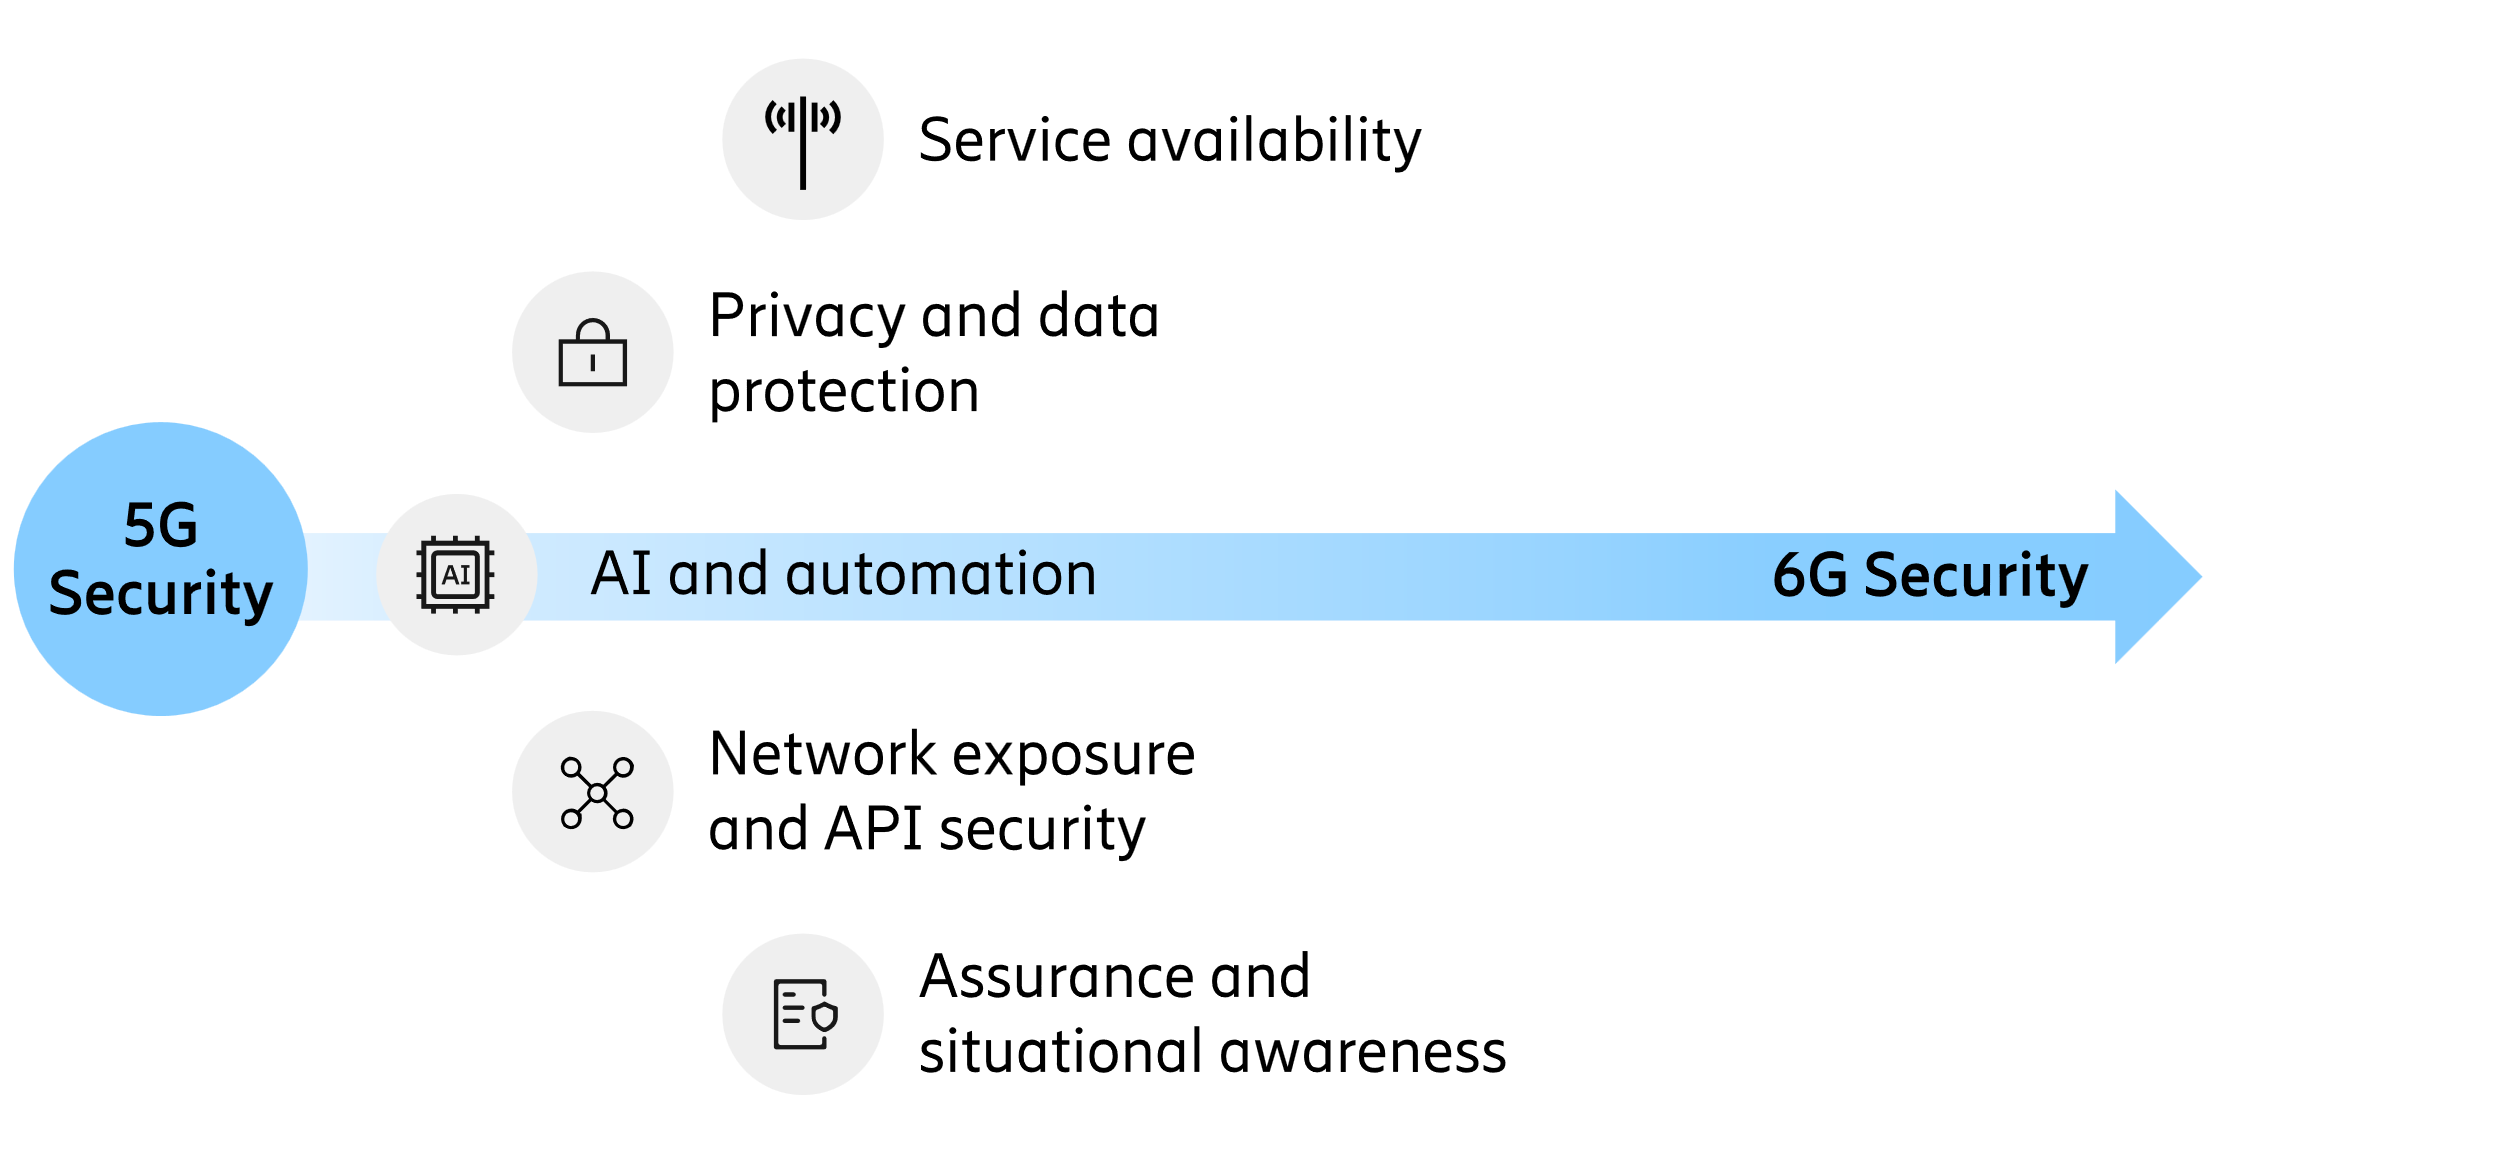 Service availability
Privacy and data
protection
5G
Security
AI
AI and automation
6G Security
Network exposure
and API security
Assurance and
situational awareness